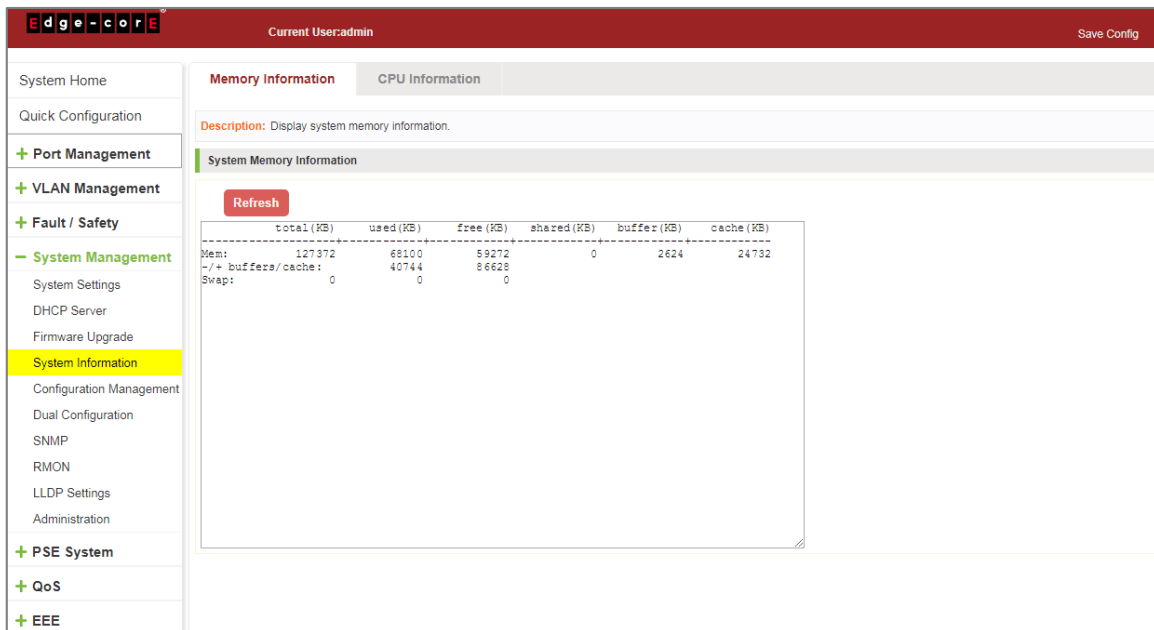 Edge-corE®
Current User:admin
Save Config
System Home
Quick Configuration
+ Port Management
+ VLAN Management
+ Fault / Safety
− System Management
System Settings
DHCP Server
Firmware Upgrade
System Information
Configuration Management
Dual Configuration
SNMP
RMON
LLDP Settings
Administration
+ PSE System
+ QoS
+ EEE
Memory Information CPU Information
Description: Display system memory information.
System Memory Information
Refresh
total(KB) used(KB) free(KB) shared(KB) buffer(KB) cache(KB)
---------------------+------------+------------+------------+------------+------------
Mem: 127372 68100 59272 0 2624 24732
-/+ buffers/cache: 40744 86628
Swap: 0 0 0